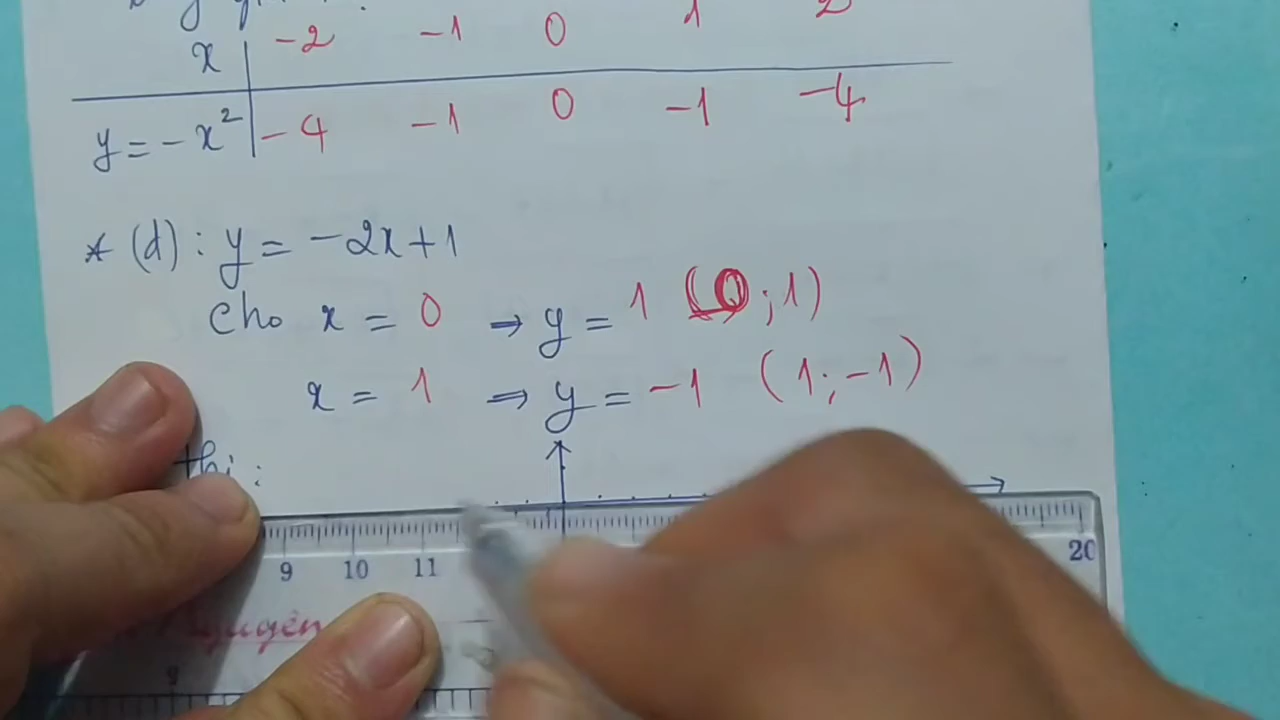 x -2 -1 0 1 2
y = -x² -4 -1 0 -1 -4
* (d): y = -2x+1
Cho x = 0 ⇒ y = 1 (0;1)
x = 1 ⇒ y = -1 (1;-1)
thị:
9 10 11 20